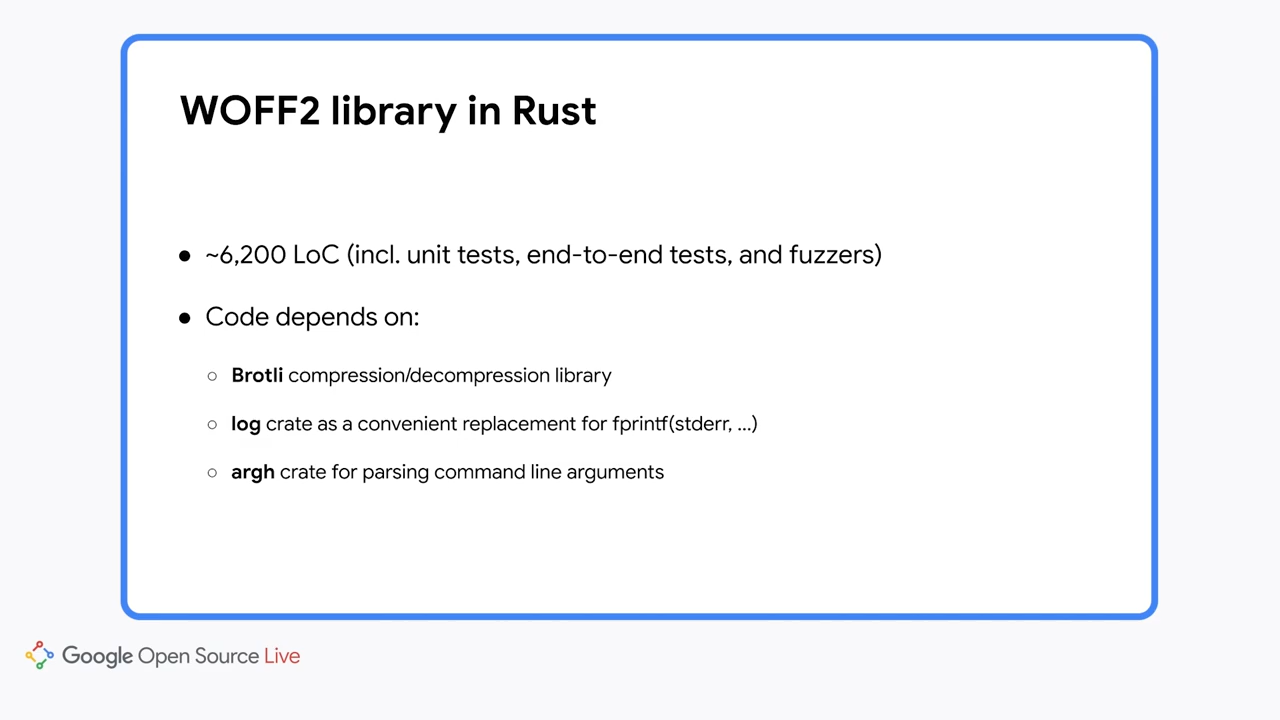 WOFF2 library in Rust
● ~6,200 LoC (incl. unit tests, end-to-end tests, and fuzzers)
● Code depends on:
○ Brotli compression/decompression library
○ log crate as a convenient replacement for fprintf(stderr, ...)
○ argh crate for parsing command line arguments
Google Open Source Live